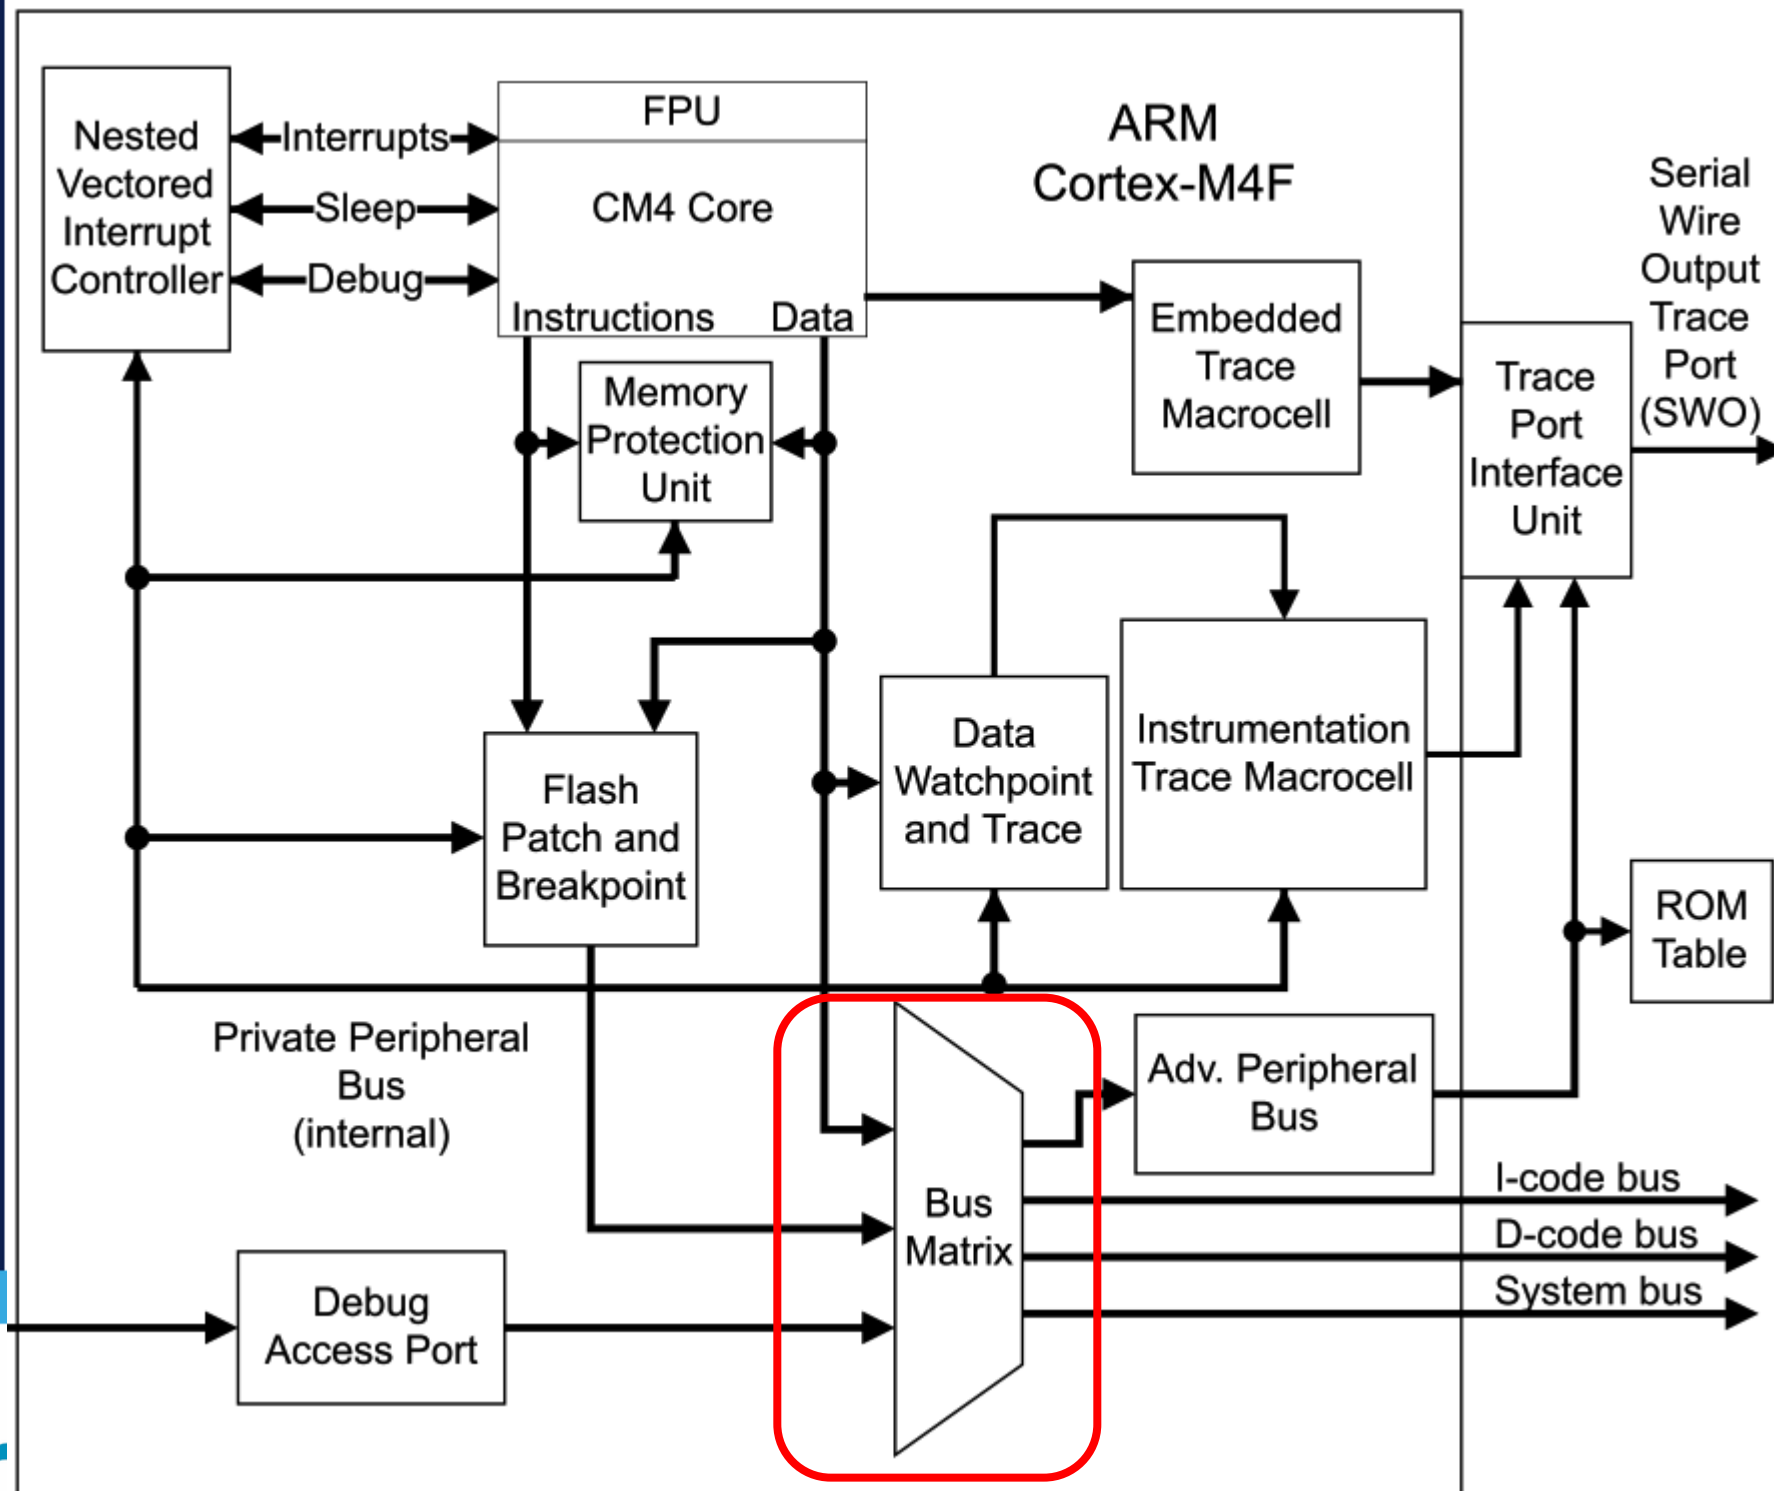 Nested
Vectored
Interrupt
Controller
Interrupts
Sleep
Debug
FPU
CM4 Core
Instructions
Data
ARM
Cortex-M4F
Serial
Wire
Output
Trace
Port
(SWO)
Memory
Protection
Unit
Embedded
Trace
Macrocell
Trace
Port
Interface
Unit
Flash
Patch and
Breakpoint
Data
Watchpoint
and Trace
Instrumentation
Trace Macrocell
ROM
Table
Private Peripheral
Bus
(internal)
Adv. Peripheral
Bus
Bus
Matrix
I-code bus
D-code bus
System bus
Debug
Access Port